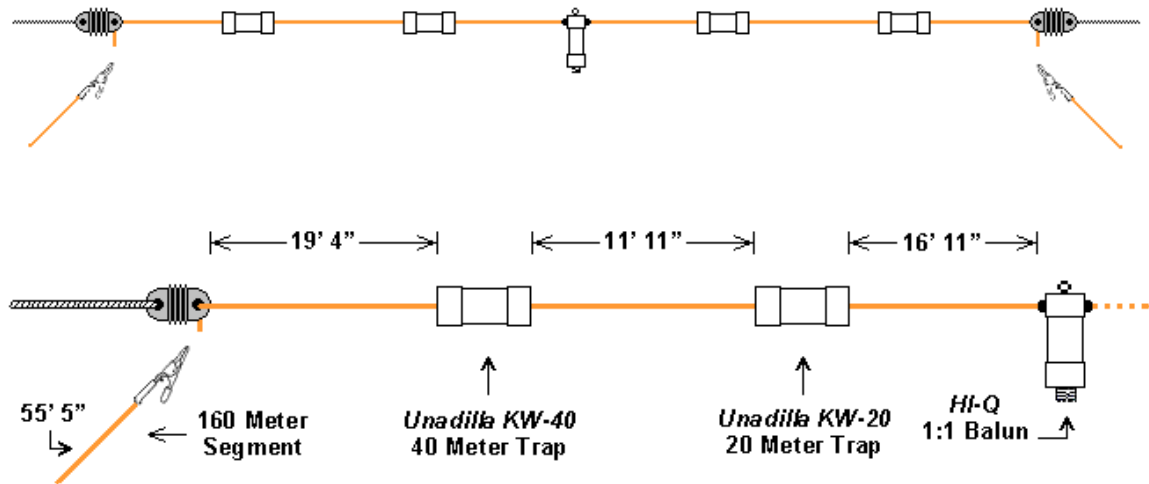 19' 4"
11' 11"
16' 11"
55' 5"
160 Meter
Segment
Unadilla KW-40
40 Meter Trap
Unadilla KW-20
20 Meter Trap
HI-Q
1:1 Balun